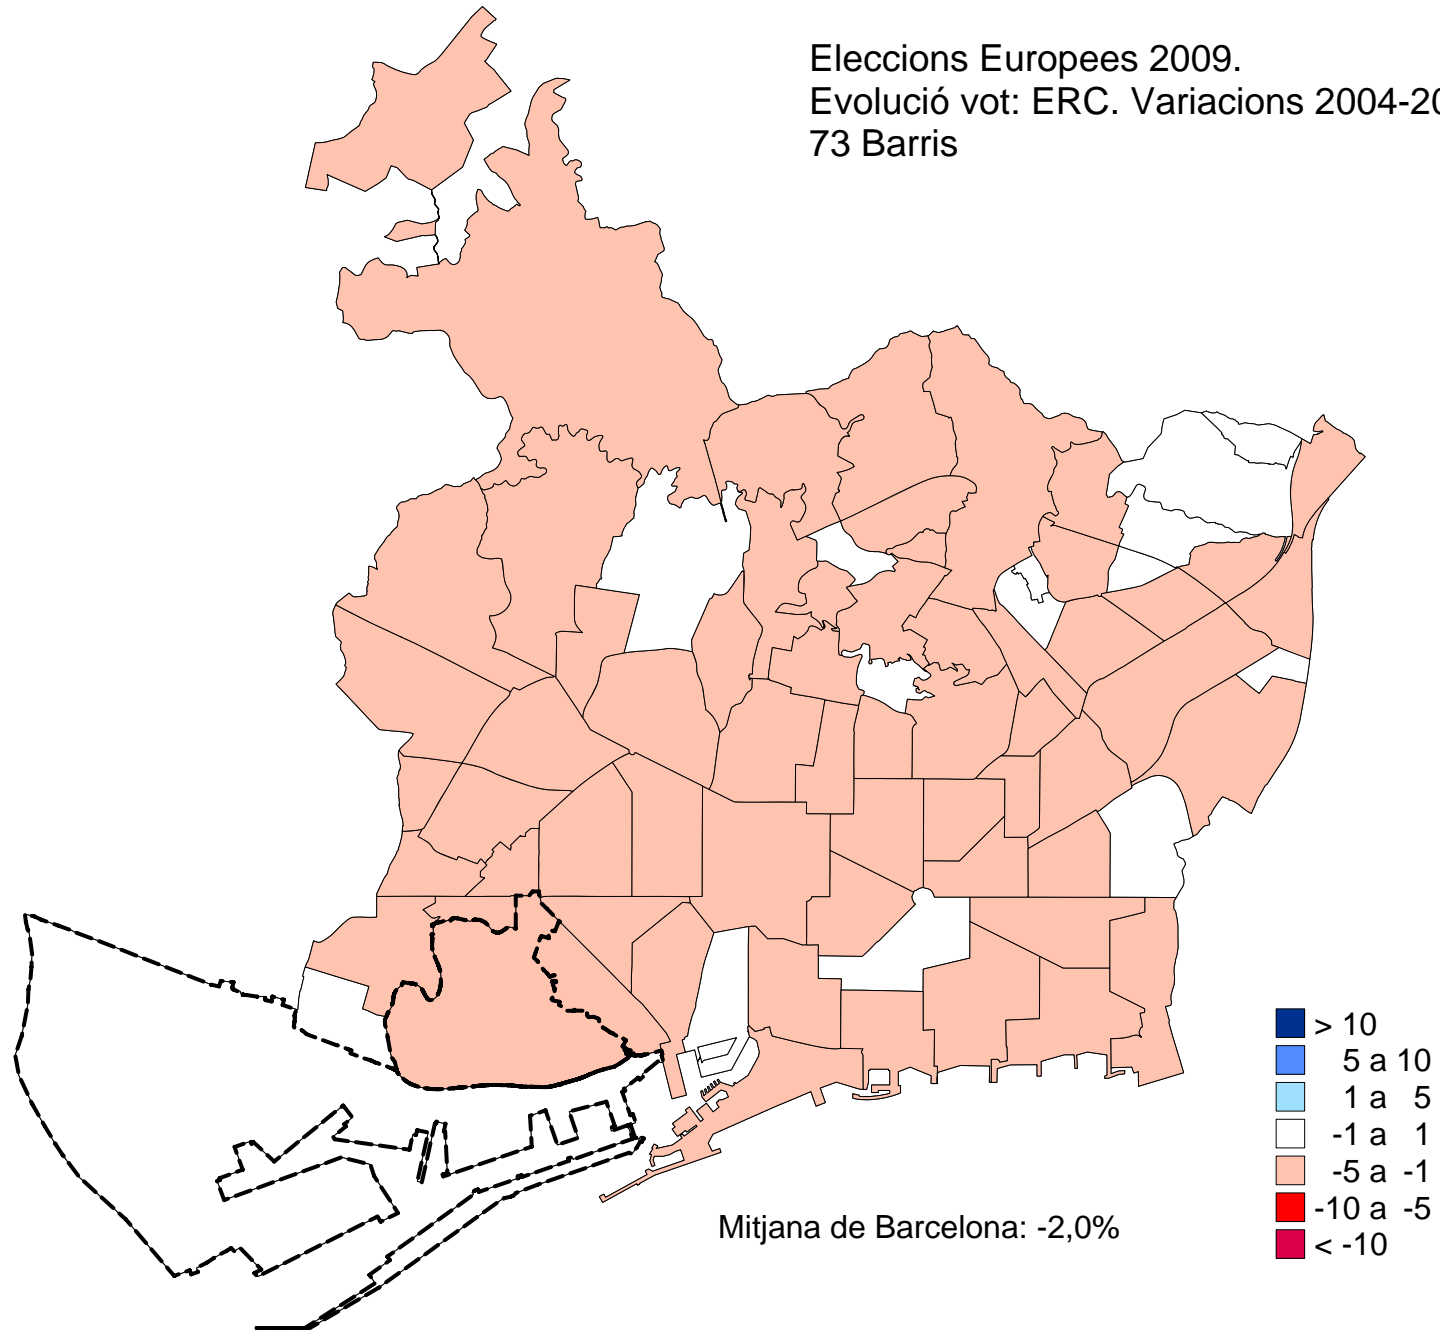 Eleccions Europees 2009.
Evolució vot: ERC. Variacions 2004-20
73 Barris
> 10
5 a 10
1 a 5
-1 a 1
-5 a -1
-10 a -5
< -10
Mitjana de Barcelona: -2,0%